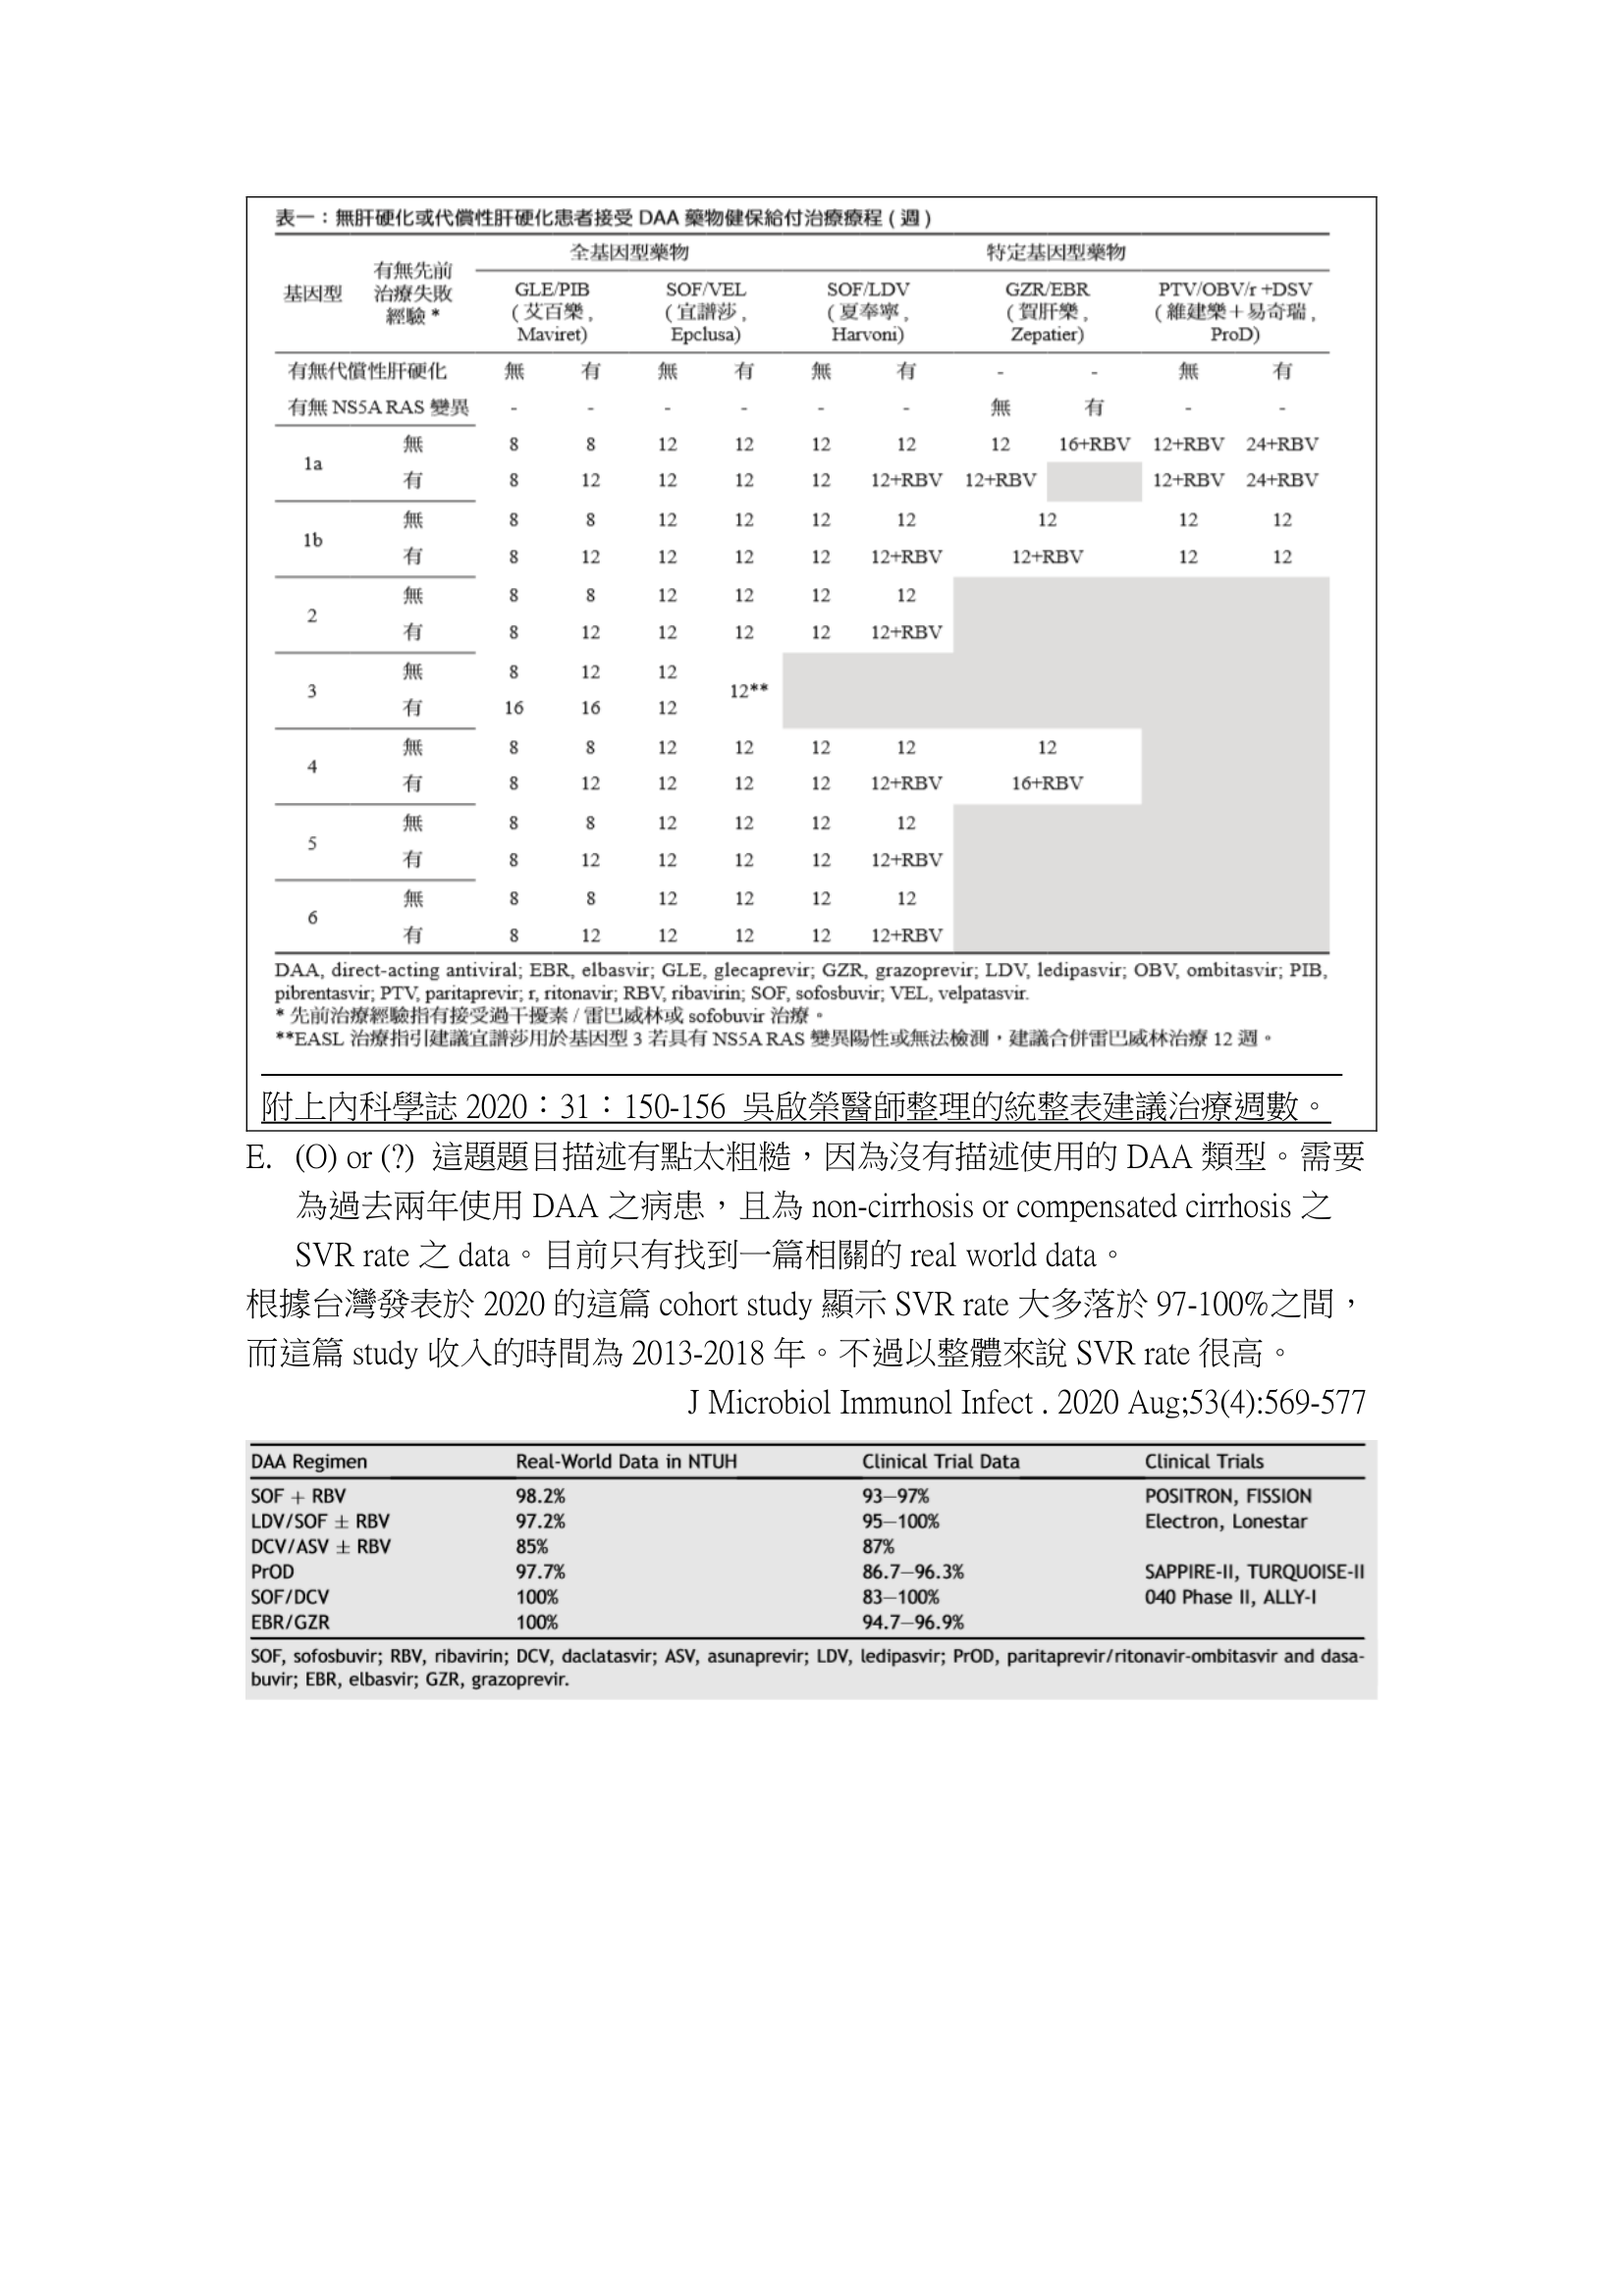 表一：無肝硬化或代償性肝硬化患者接受 DAA 藥物健保給付治療療程 ( 週 )
全基因型藥物 特定基因型藥物
基因型 有無先前治療失敗經驗 * GLE/PIB ( 艾百樂 , Maviret) SOF/VEL ( 宜譜莎 , Epclusa) SOF/LDV ( 夏奉寧 , Harvoni) GZR/EBR ( 賀肝樂 , Zepatier) PTV/OBV/r +DSV ( 維建樂＋易奇瑞 , ProD)
有無代償性肝硬化 無 有 無 有 無 有 - - 無 有
有無 NS5A RAS 變異 - - - - - - 無 有 - -
1a 無 8 8 12 12 12 12 12 16+RBV 12+RBV 24+RBV
有 8 12 12 12 12 12+RBV 12+RBV 12+RBV 24+RBV
1b 無 8 8 12 12 12 12 12 12 12
有 8 12 12 12 12 12+RBV 12+RBV 12 12
2 無 8 8 12 12 12 12
有 8 12 12 12 12 12+RBV
3 無 8 12 12 12**
有 16 16 12
4 無 8 8 12 12 12 12 12
有 8 12 12 12 12 12+RBV 16+RBV
5 無 8 8 12 12 12 12
有 8 12 12 12 12 12+RBV
6 無 8 8 12 12 12 12
有 8 12 12 12 12 12+RBV
DAA, direct-acting antiviral; EBR, elbasvir; GLE, glecaprevir; GZR, grazoprevir; LDV, ledipasvir; OBV, ombitasvir; PIB,
pibrentasvir; PTV, paritaprevir; r, ritonavir; RBV, ribavirin; SOF, sofosbuvir; VEL, velpatasvir.
* 先前治療經驗指有接受過干擾素 / 雷巴威林或 sofobuvir 治療。
**EASL 治療指引建議宜譜莎用於基因型 3 若具有 NS5A RAS 變異陽性或無法檢測，建議合併雷巴威林治療 12 週。
附上內科學誌 2020：31：150-156 吳啟榮醫師整理的統整表建議治療週數。
E. (O) or (?) 這題題目描述有點太粗糙，因為沒有描述使用的 DAA 類型。需要
為過去兩年使用 DAA 之病患，且為 non-cirrhosis or compensated cirrhosis 之
SVR rate 之 data。目前只有找到一篇相關的 real world data。
根據台灣發表於 2020 的這篇 cohort study 顯示 SVR rate 大多落於 97-100%之間，
而這篇 study 收入的時間為 2013-2018 年。不過以整體來說 SVR rate 很高。
J Microbiol Immunol Infect . 2020 Aug;53(4):569-577
DAA Regimen Real-World Data in NTUH Clinical Trial Data Clinical Trials
SOF + RBV 98.2% 93—97% POSITRON, FISSION
LDV/SOF ± RBV 97.2% 95—100% Electron, Lonestar
DCV/ASV ± RBV 85% 87%
PrOD 97.7% 86.7—96.3% SAPPIRE-II, TURQUOISE-II
SOF/DCV 100% 83—100% 040 Phase II, ALLY-I
EBR/GZR 100% 94.7—96.9%
SOF, sofosbuvir; RBV, ribavirin; DCV, daclatasvir; ASV, asunaprevir; LDV, ledipasvir; PrOD, paritaprevir/ritonavir-ombitasvir and dasa-
buvir; EBR, elbasvir; GZR, grazoprevir.